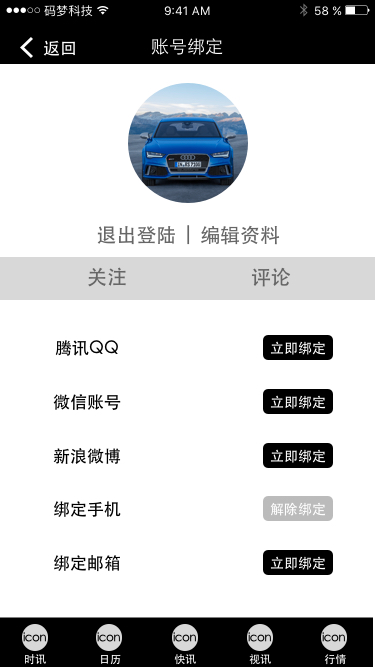 码梦科技 9:41 AM 58 %
返回 账号绑定
退出登陆 | 编辑资料
关注 评论
腾讯QQ 立即绑定
微信账号 立即绑定
新浪微博 立即绑定
绑定手机 解除绑定
绑定邮箱 立即绑定
icon icon icon icon icon
时讯 日历 快讯 视讯 行情